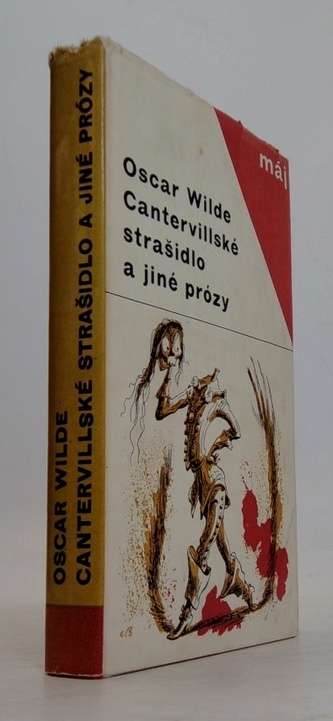 máj
Oscar Wilde
Cantervillské
strašidlo
a jiné prózy
OSCAR WILDE
CANTERVILLSKÉ STRAŠIDLO A JINÉ PRÓZY